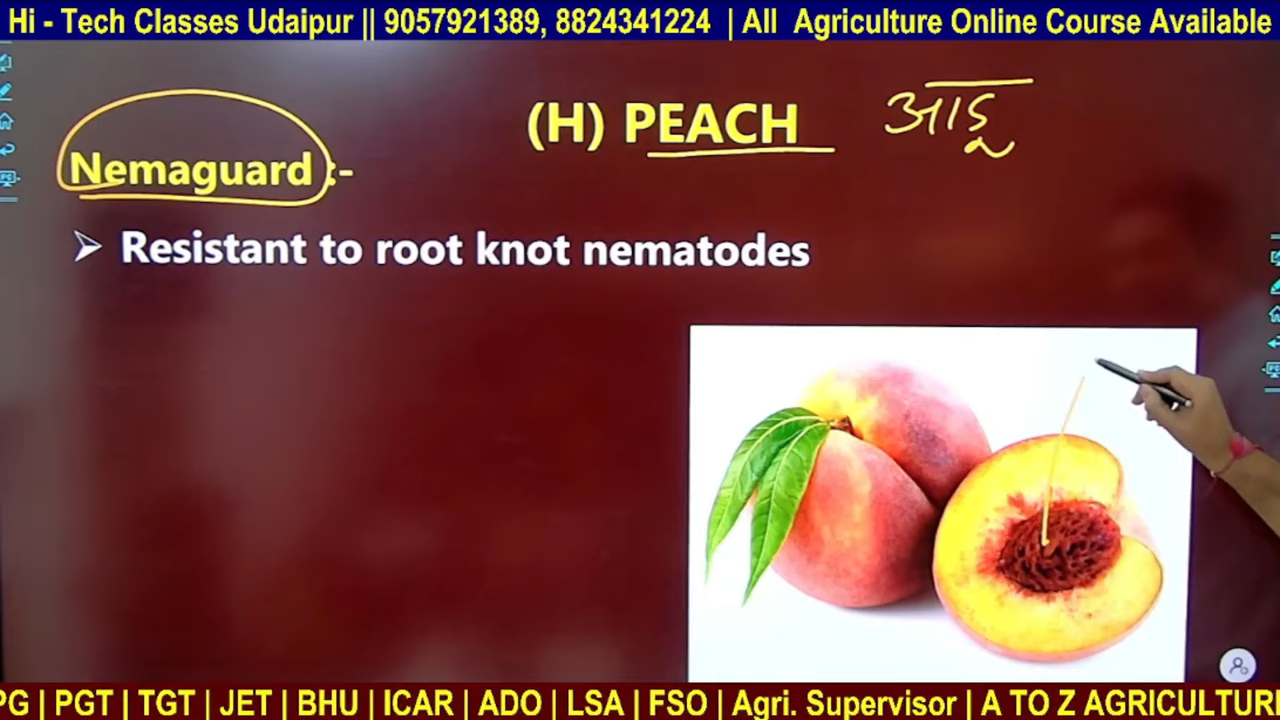 Hi - Tech Classes Udaipur || 9057921389, 8824341224 | All Agriculture Online Course Available
(H) PEACH आडू
Nemaguard :-
➢ Resistant to root knot nematodes
PG | PGT | TGT | JET | BHU | ICAR | ADO | LSA | FSO | Agri. Supervisor | A TO Z AGRICULTURE